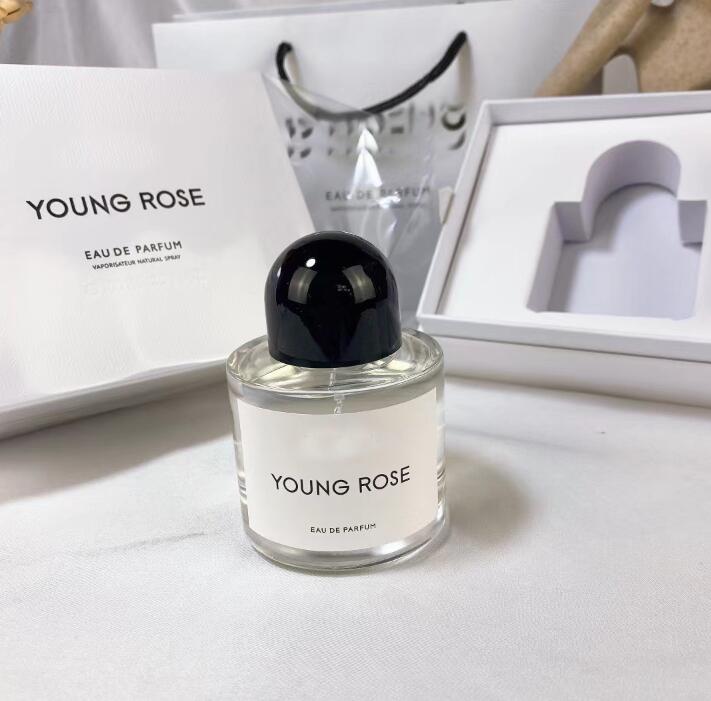 YOUNG ROSE
EAU DE PARFUM
VAPORISATEUR NATURAL SPRAY
EAU DE PARFUM
YOUNG ROSE
EAU DE PARFUM